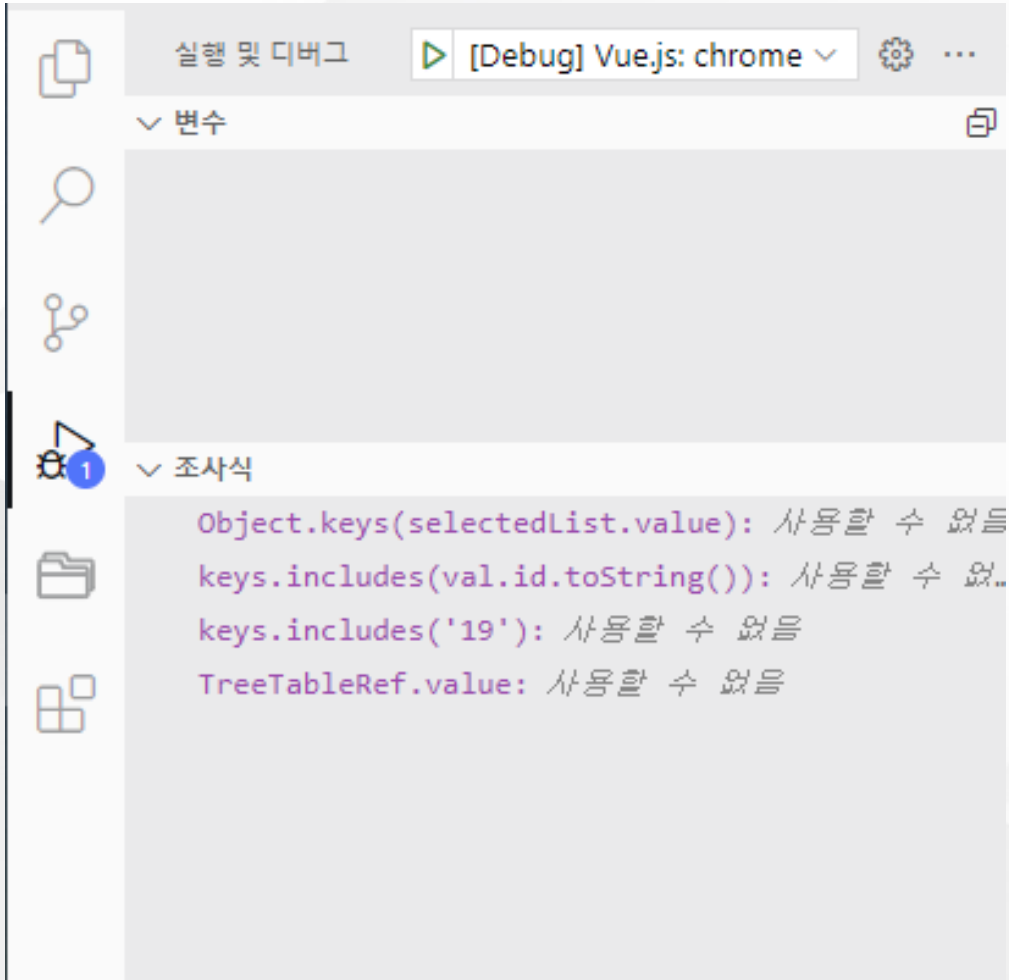 실행 및 디버그 [Debug] Vue.js: chrome ...
변수
1
조사식
Object.keys(selectedList.value): 사용할 수 없음
keys.includes(val.id.toString()): 사용할 수 없…
keys.includes('19'): 사용할 수 없음
TreeTableRef.value: 사용할 수 없음